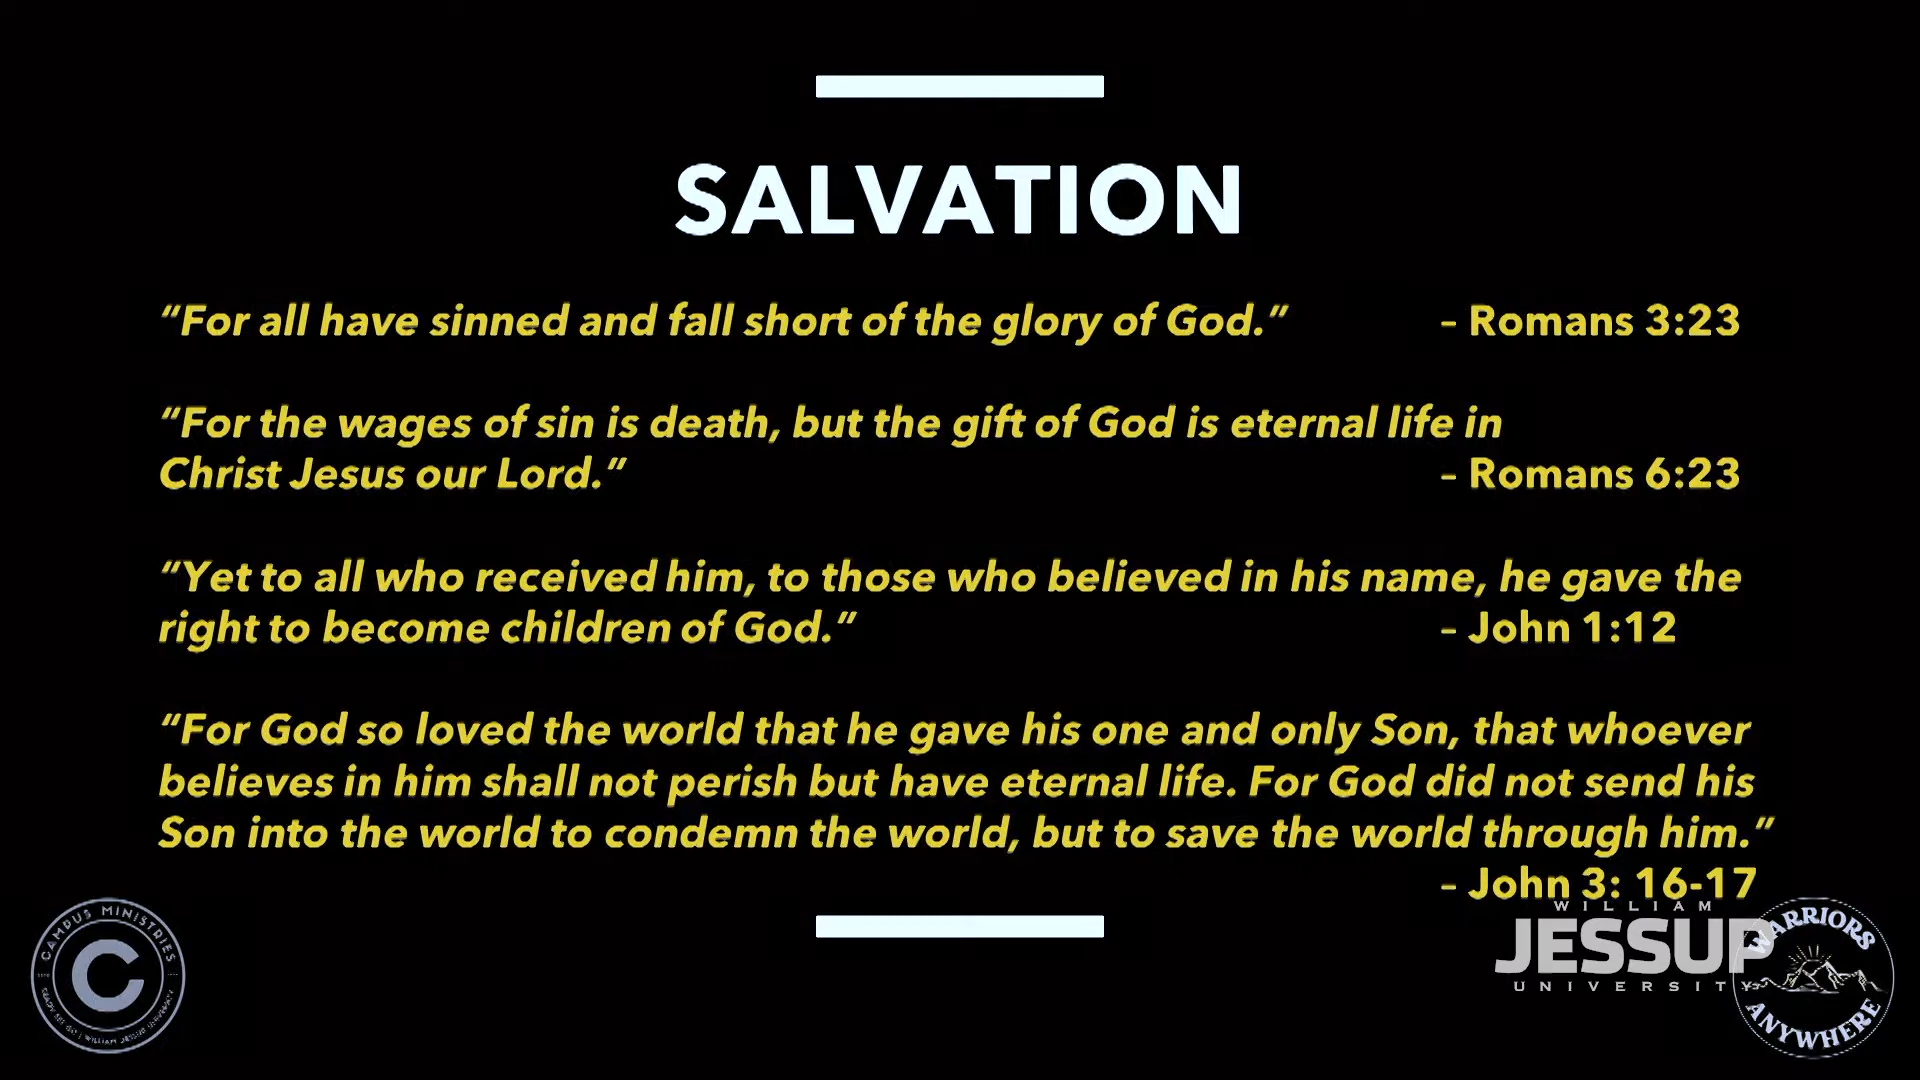 SALVATION
“For all have sinned and fall short of the glory of God.” – Romans 3:23
“For the wages of sin is death, but the gift of God is eternal life in
Christ Jesus our Lord.” – Romans 6:23
“Yet to all who received him, to those who believed in his name, he gave the
right to become children of God.” – John 1:12
“For God so loved the world that he gave his one and only Son, that whoever
believes in him shall not perish but have eternal life. For God did not send his
Son into the world to condemn the world, but to save the world through him.”
– John 3: 16-17
CAMPUS MINISTRIES
C
WILLIAM JESSUP UNIVERSITY
WILLIAM
JESSUP
UNIVERSITY
WARRIORS
ANYWHERE